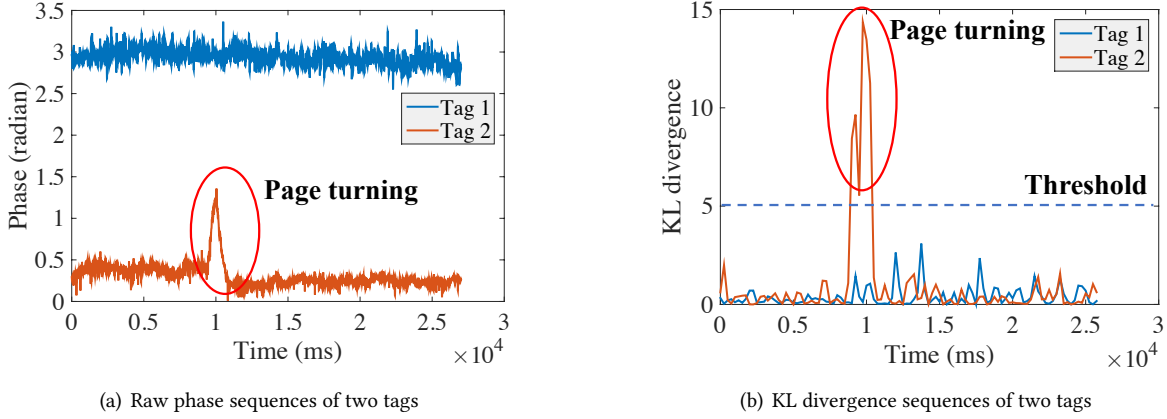 3.5
3
2.5
2
1.5
1
0.5
0
Phase (radian)
Tag 1
Tag 2
Page turning
0 0.5 1 1.5 2 2.5 3
Time (ms)
×10^4
(a) Raw phase sequences of two tags
15
10
5
0
KL divergence
Page turning
Tag 1
Tag 2
Threshold
0 0.5 1 1.5 2 2.5 3
Time (ms)
×10^4
(b) KL divergence sequences of two tags